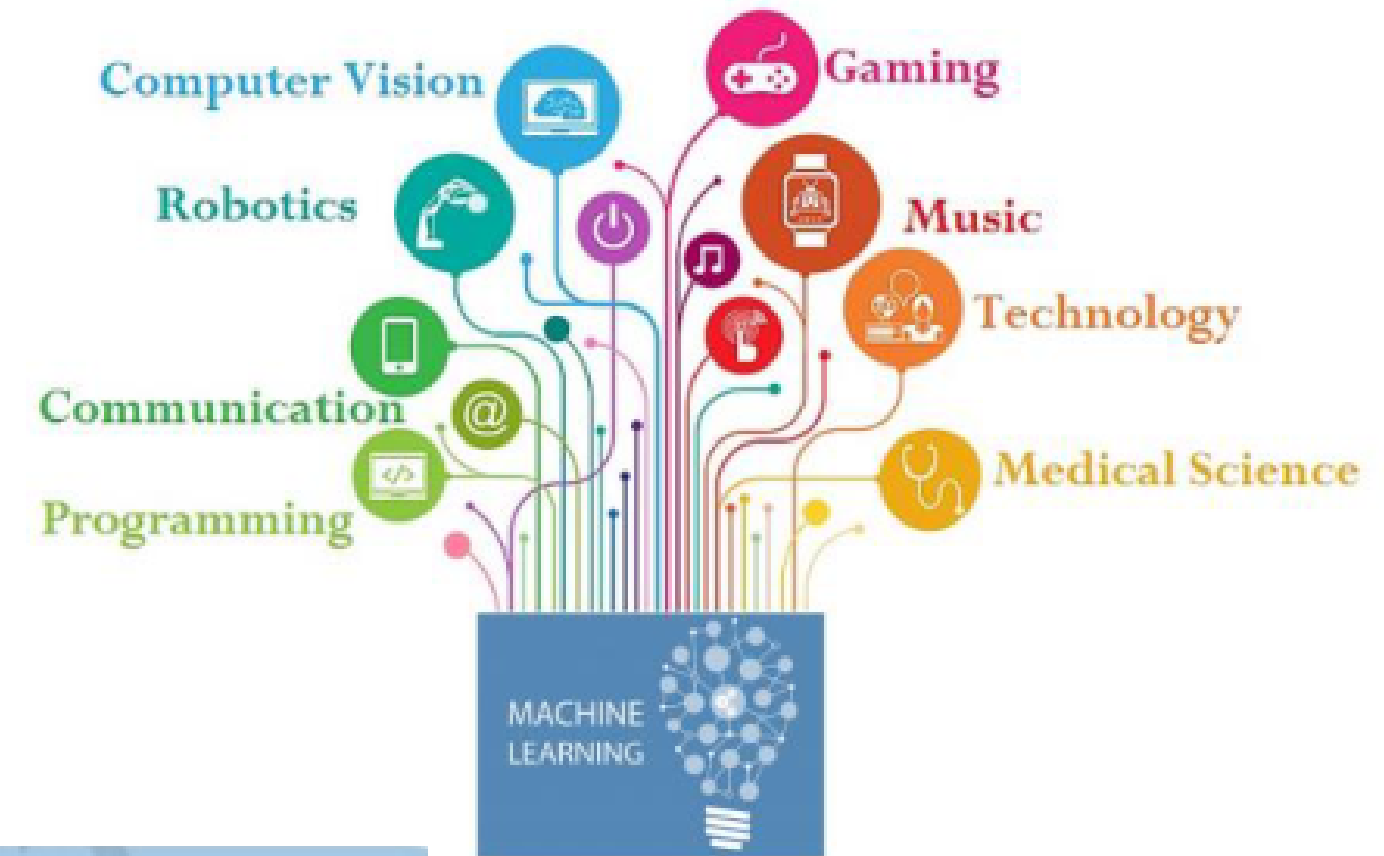 Computer Vision
Gaming
Robotics
Music
Technology
Communication
@
Medical Science
</>
Programming
MACHINE
LEARNING